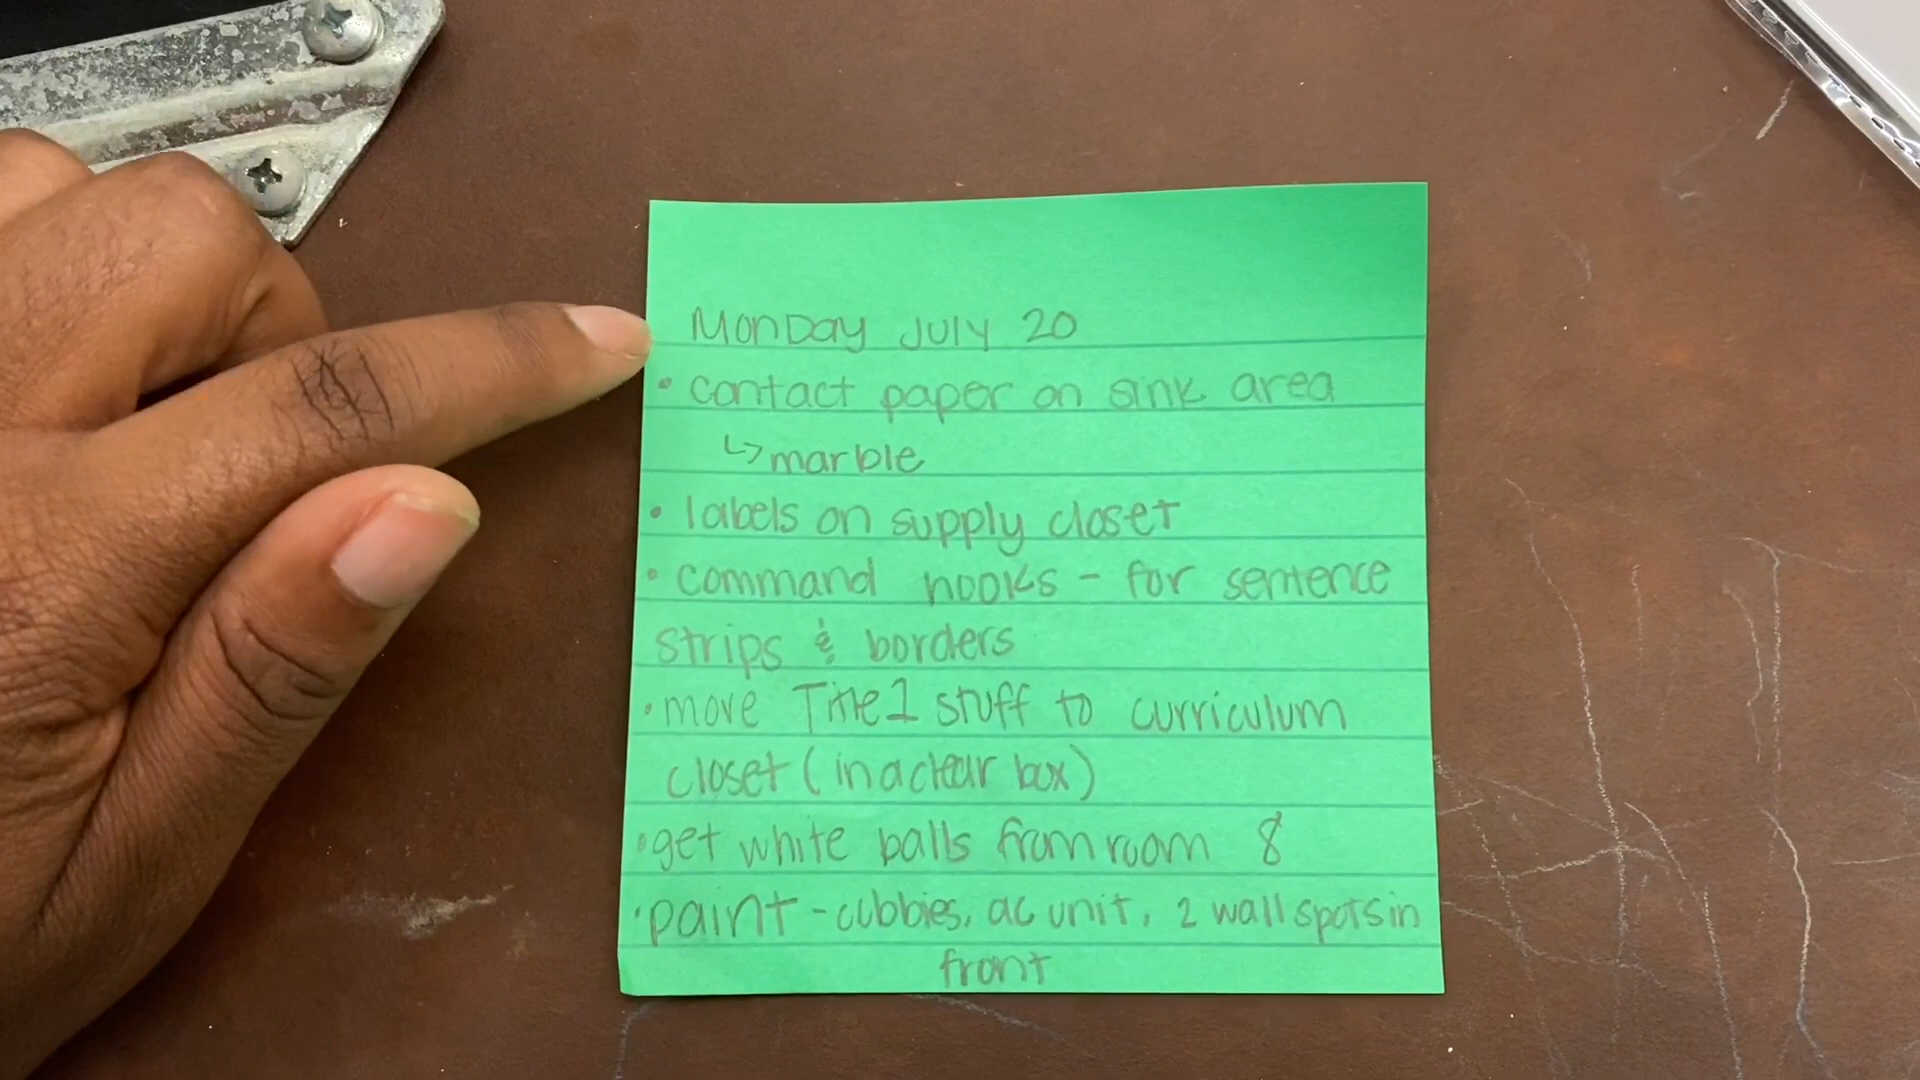 Monday July 20
• contact paper on sink area
↳ marble
• labels on supply closet
• command hooks - for sentence
strips & borders
• move Title 1 stuff to curriculum
closet (in a clear box)
• get white balls from room 8
• paint - cubbies, ac unit, 2 wall spots in
front